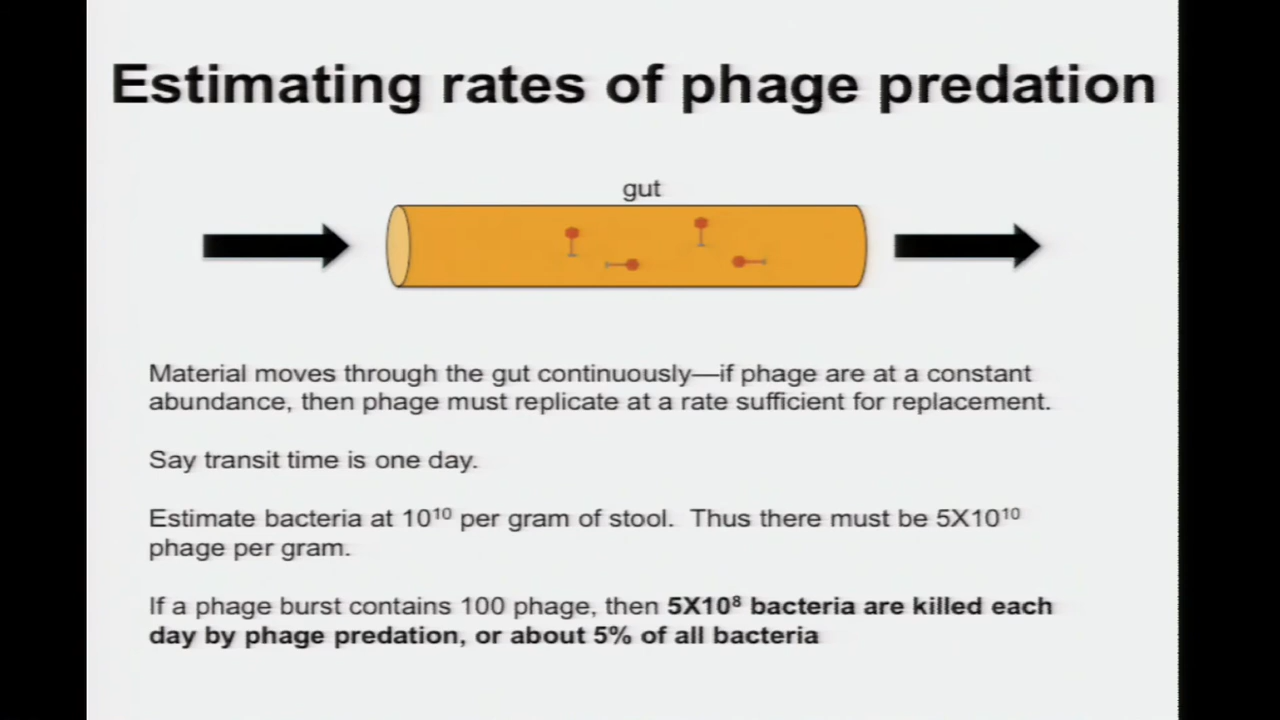 Estimating rates of phage predation
gut
Material moves through the gut continuously—if phage are at a constant
abundance, then phage must replicate at a rate sufficient for replacement.
Say transit time is one day.
Estimate bacteria at 10¹⁰ per gram of stool.  Thus there must be 5X10¹⁰
phage per gram.
If a phage burst contains 100 phage, then 5X10⁸ bacteria are killed each
day by phage predation, or about 5% of all bacteria